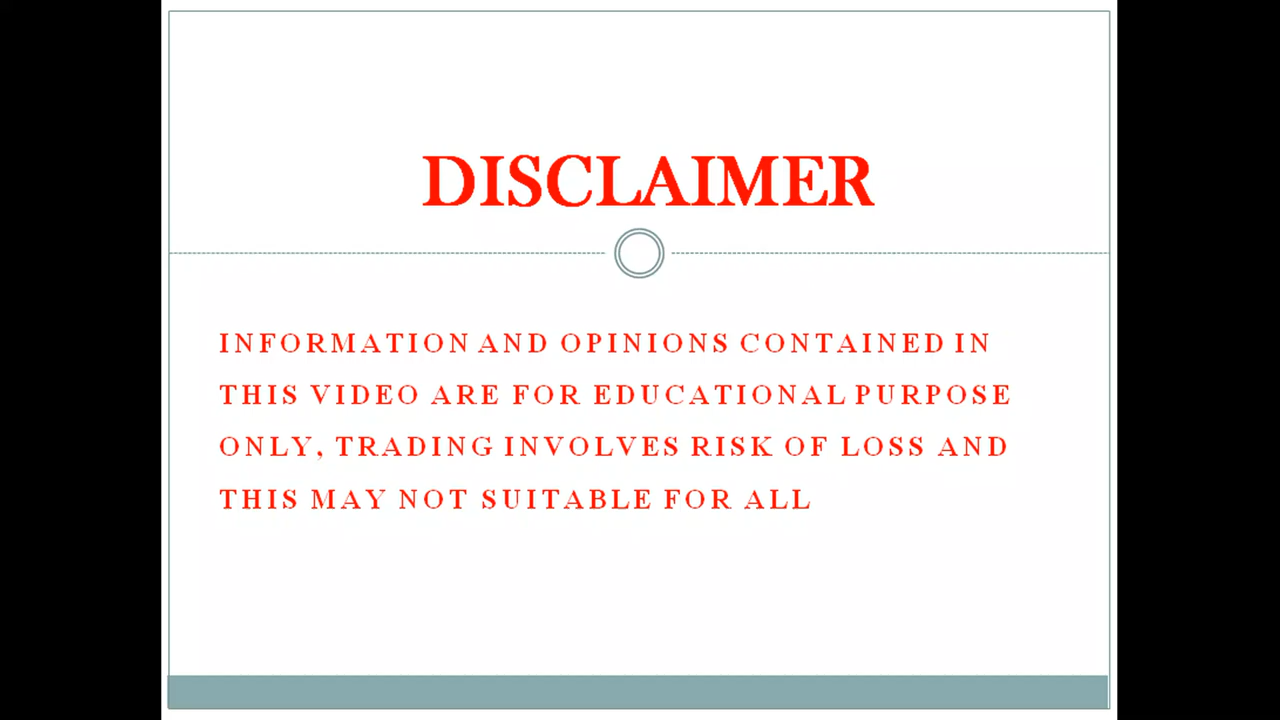 DISCLAIMER
INFORMATION AND OPINIONS CONTAINED IN
THIS VIDEO ARE FOR EDUCATIONAL PURPOSE
ONLY, TRADING INVOLVES RISK OF LOSS AND
THIS MAY NOT SUITABLE FOR ALL